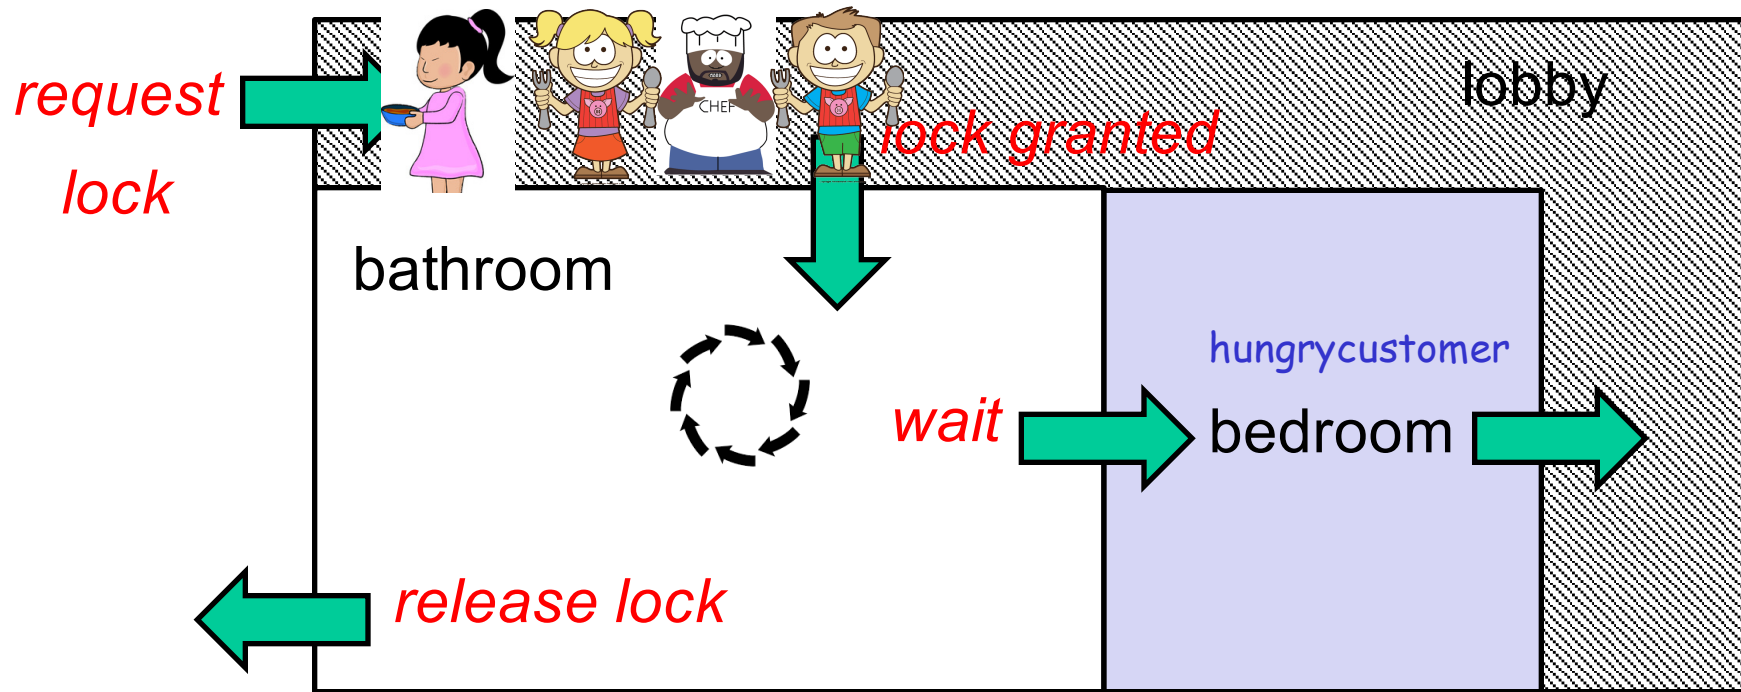 lobby
request
lock
lock granted
CHEF
bathroom
hungrycustomer
wait
bedroom
release lock